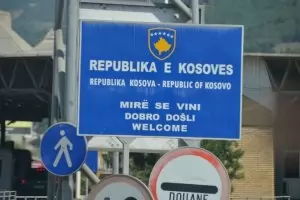 REPUBLIKA E KOSOVES
REPUBLIKA KOSOVA - REPUBLIC OF KOSOVO
MIRË SE VINI
DOBRO DOŠLI
WELCOME
DOUANE